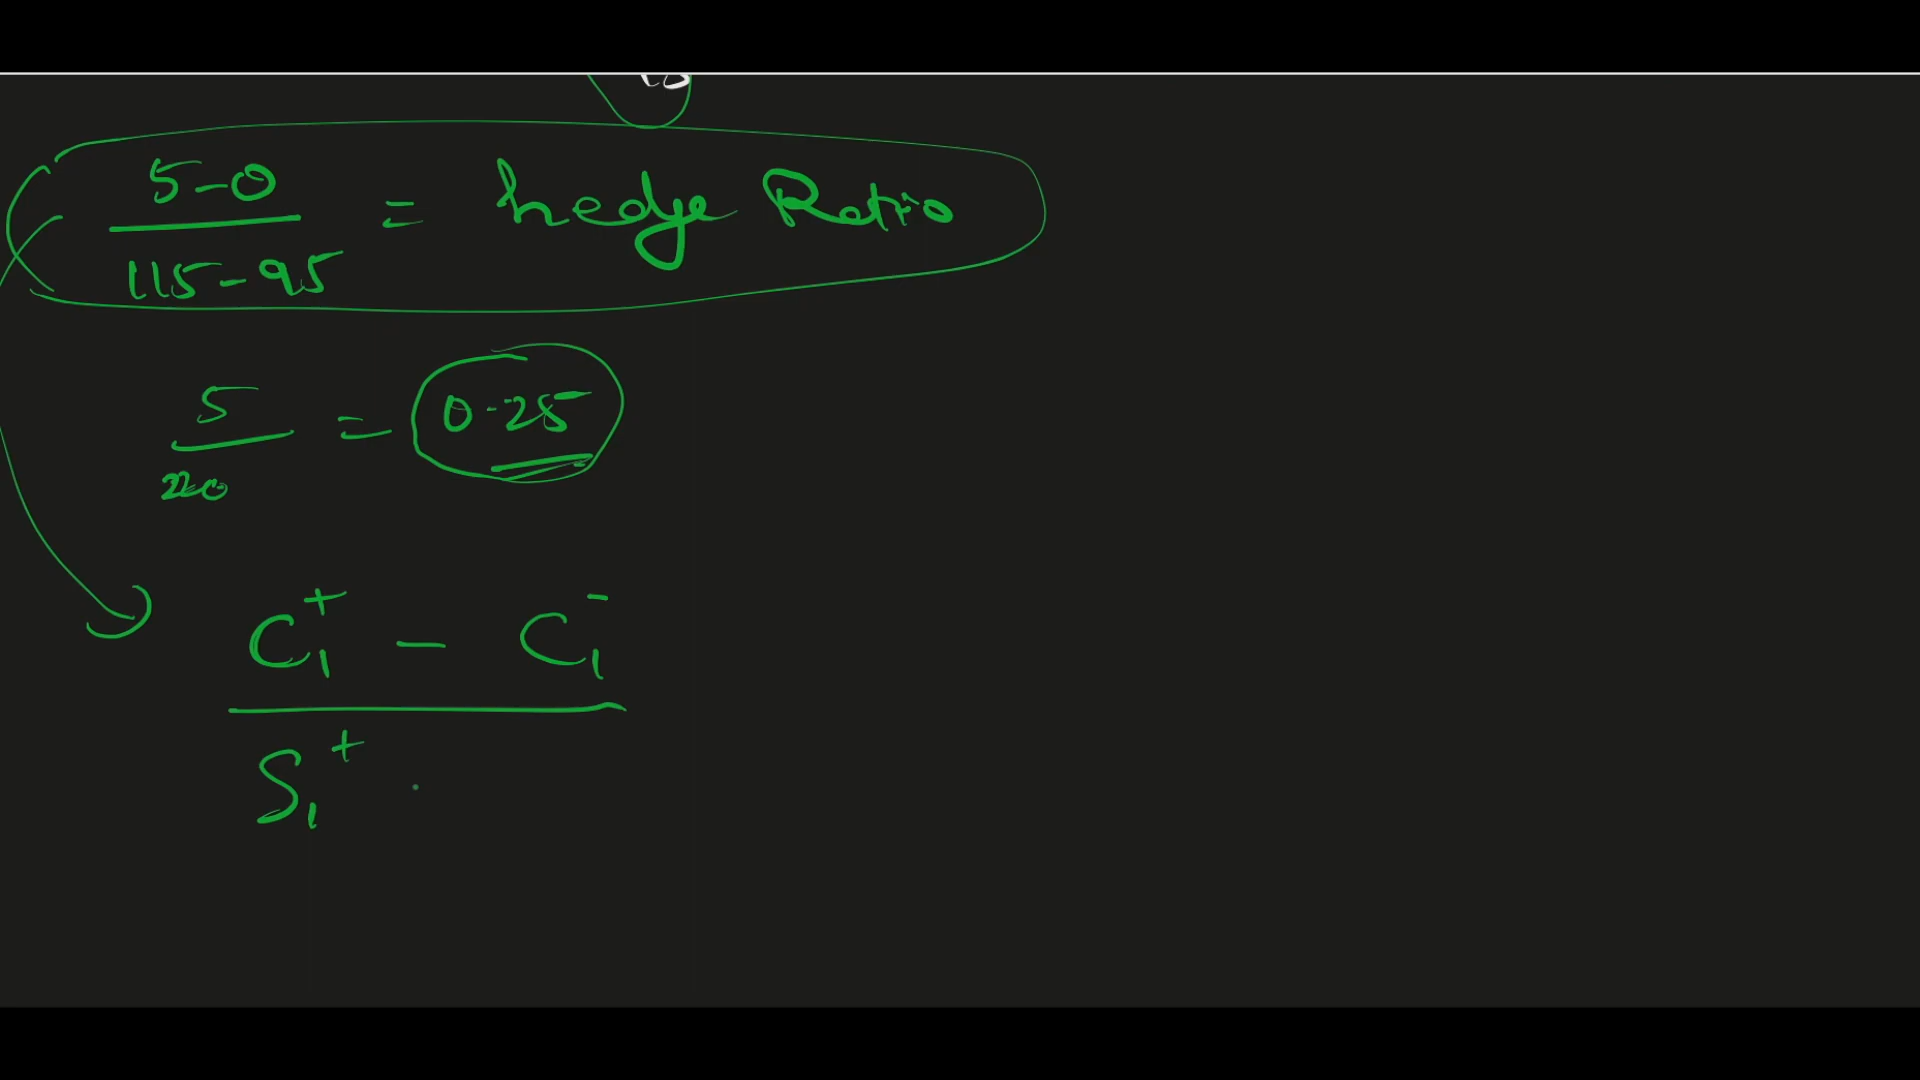 5-0
115-95 = hedge Ratio
5
20 = 0.25
C₁⁺ - C₁⁻
S₁⁺